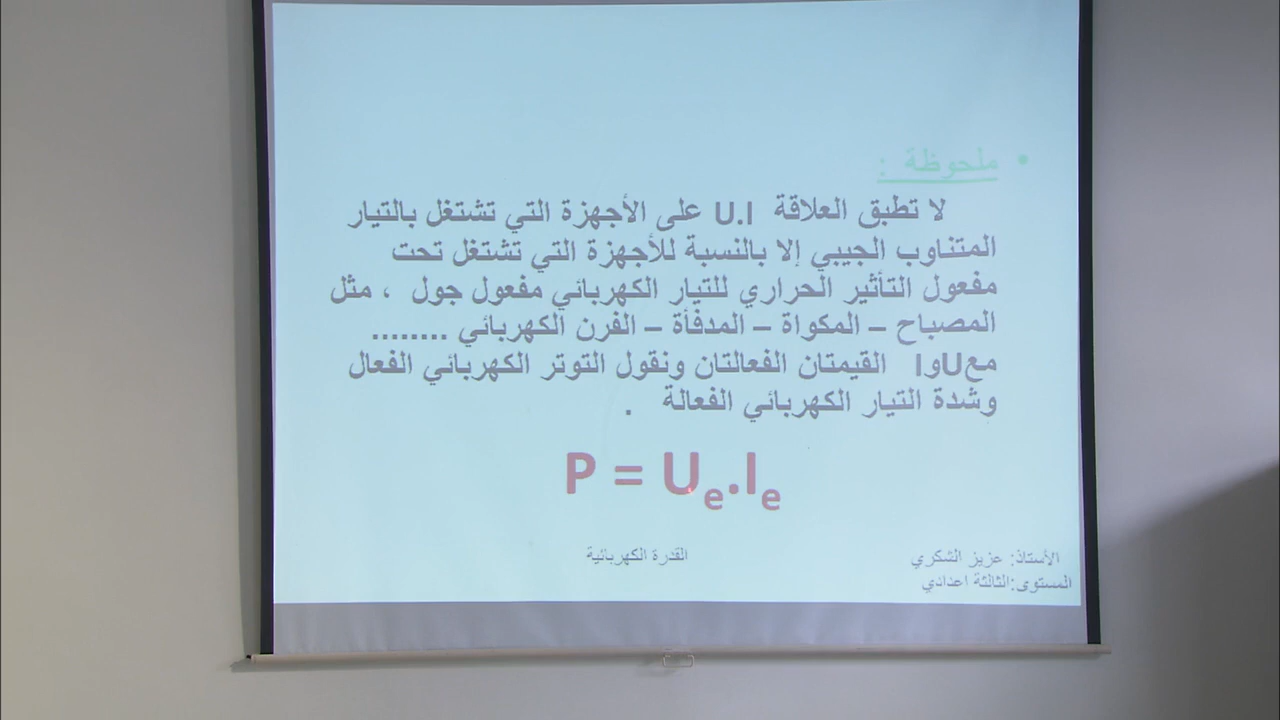 • ملحوظة :
لا تطبق العلاقة U.I على الأجهزة التي تشتغل بالتيار
المتناوب الجيبي إلا بالنسبة للأجهزة التي تشتغل تحت
مفعول التأثير الحراري للتيار الكهربائي مفعول جول ، مثل
المصباح – المكواة – المدفأة – الفرن الكهربائي ........
معUوI القيمتان الفعالتان ونقول التوتر الكهربائي الفعال
وشدة التيار الكهربائي الفعالة .
P = Ue.Ie
الأستاذ: عزيز الشكري
القدرة الكهربائية
المستوى:الثالثة اعدادي